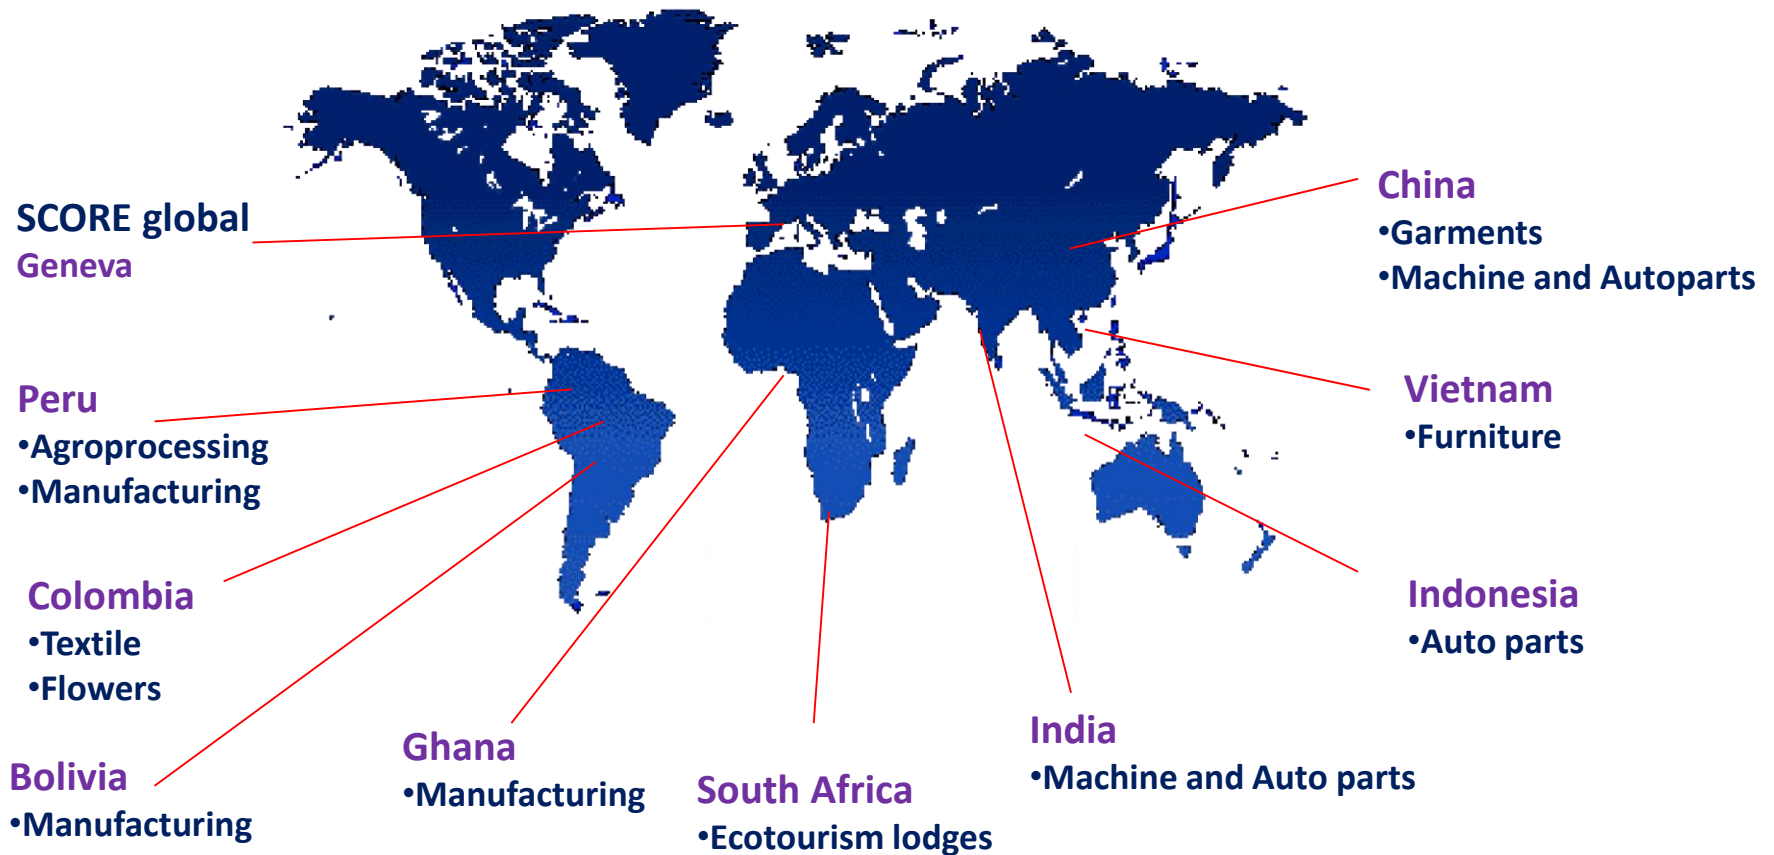 SCORE global
Geneva
Peru
•Agroprocessing
•Manufacturing
Colombia
•Textile
•Flowers
Bolivia
•Manufacturing
Ghana
•Manufacturing
South Africa
•Ecotourism lodges
India
•Machine and Auto parts
Indonesia
•Auto parts
Vietnam
•Furniture
China
•Garments
•Machine and Autoparts